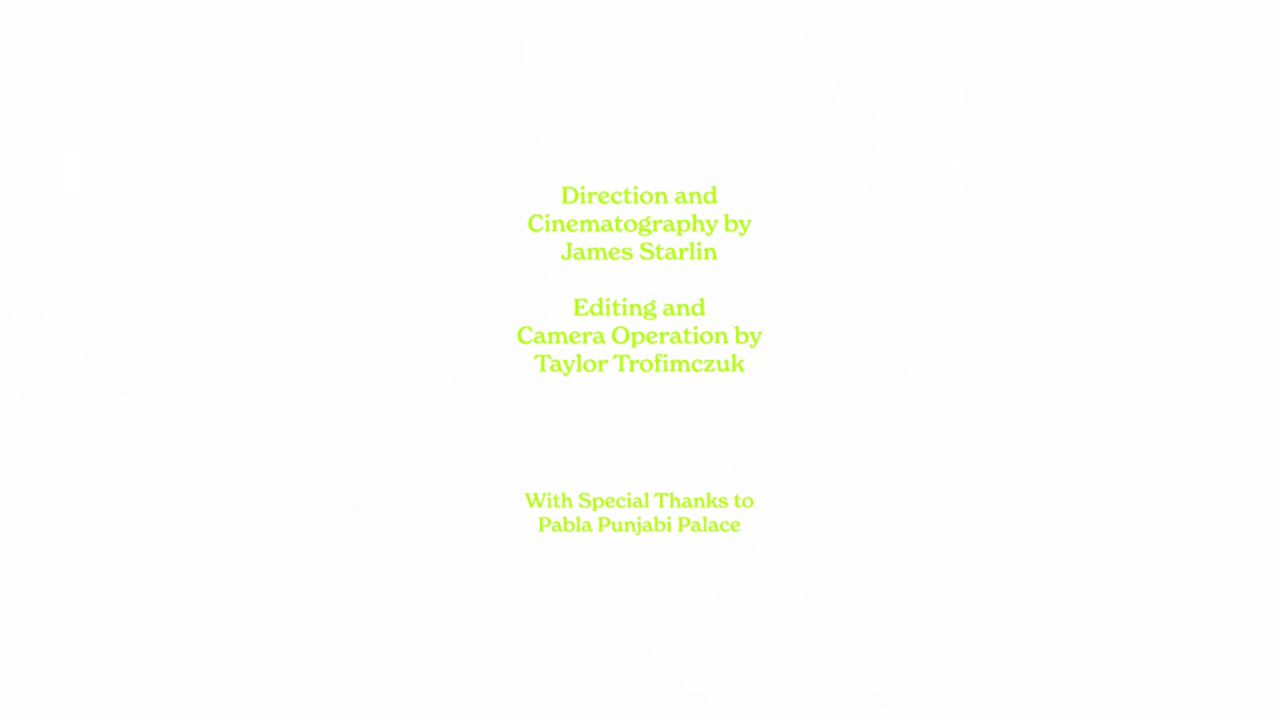 Direction and
Cinematography by
James Starlin
Editing and
Camera Operation by
Taylor Trofimczuk
With Special Thanks to
Pabla Punjabi Palace